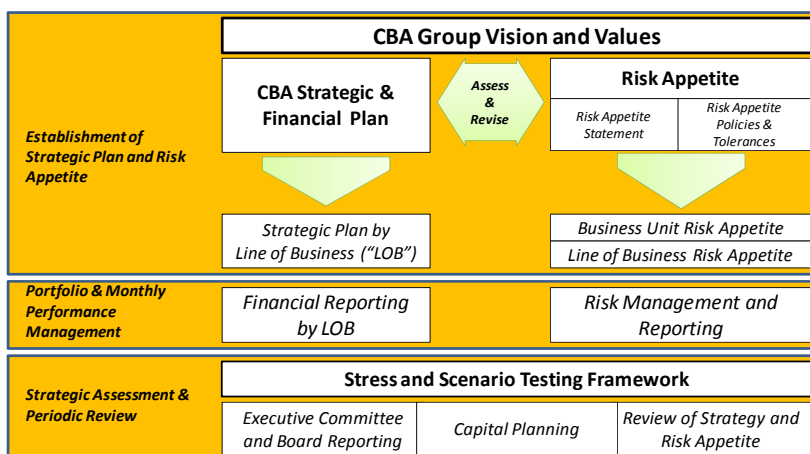 CBA Group Vision and Values
Establishment of
Strategic Plan and Risk
Appetite
CBA Strategic &
Financial Plan
Assess
&
Revise
Risk Appetite
Risk Appetite
Statement
Risk Appetite
Policies &
Tolerances
Strategic Plan by
Line of Business (“LOB”)
Business Unit Risk Appetite
Line of Business Risk Appetite
Portfolio & Monthly
Performance
Management
Financial Reporting
by LOB
Risk Management and
Reporting
Strategic Assessment &
Periodic Review
Stress and Scenario Testing Framework
Executive Committee
and Board Reporting
Capital Planning
Review of Strategy and
Risk Appetite